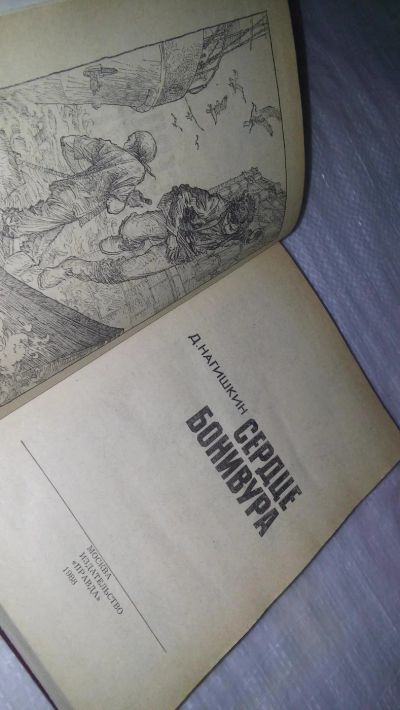 Д. НАГИШКИН
СЕРДЦЕ
БОНИВУРА
МОСКВА
ИЗДАТЕЛЬСТВО
«ПРАВДА»
1988